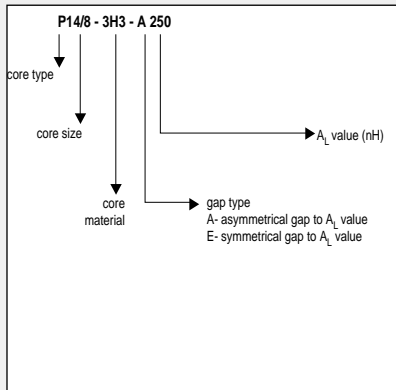 P14/8 - 3H3 - A 250
core type
core size
A_L value (nH)
core
material
gap type
A- asymmetrical gap to A_L value
E- symmetrical gap to A_L value